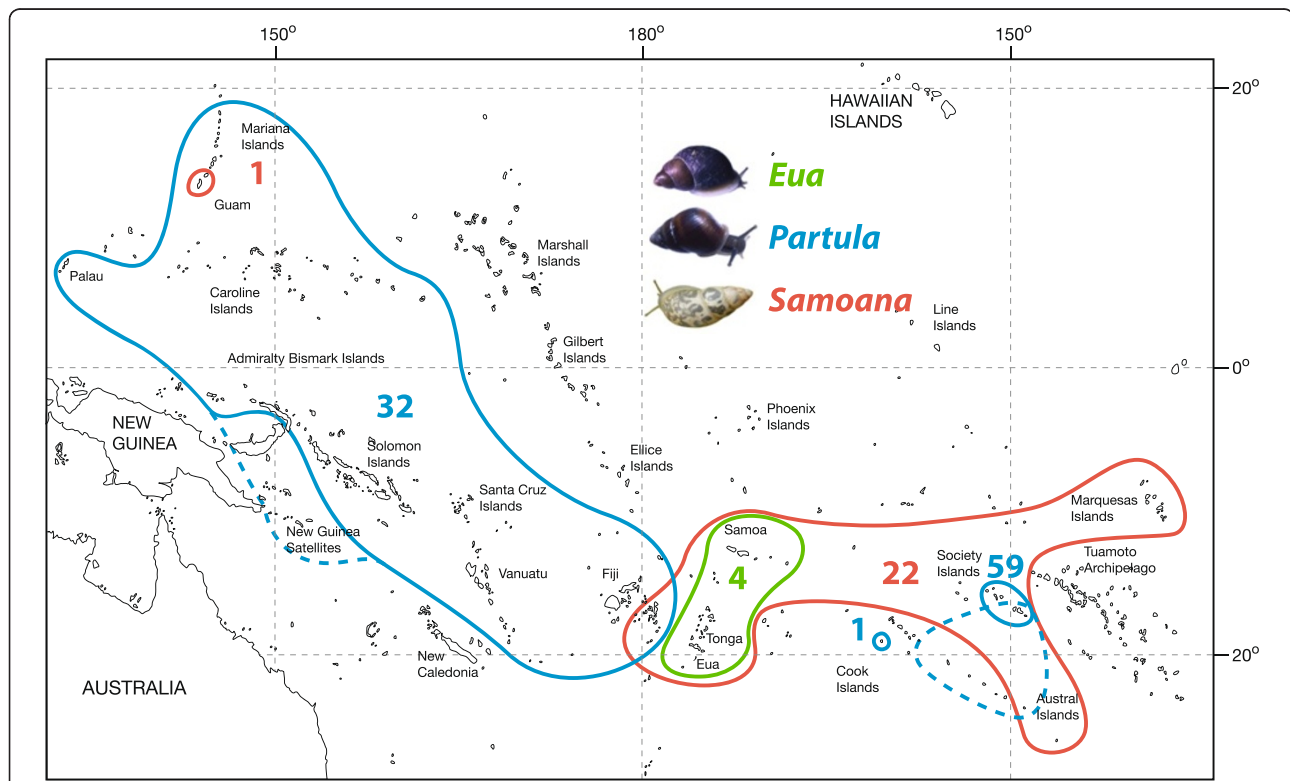 150°
180°
150°
20°
HAWAIIAN
ISLANDS
Mariana
Islands
1
Guam
Eua
Partula
Samoana
Marshall
Islands
Palau
Caroline
Islands
Line
Islands
Gilbert
Islands
Admiralty Bismark Islands
0°
32
NEW
GUINEA
Phoenix
Islands
Solomon
Islands
Ellice
Islands
Santa Cruz
Islands
Marquesas
Islands
New Guinea
Satellites
Samoa
Vanuatu
Fiji
4
22
Society
Islands
59
Tuamoto
Archipelago
1
Tonga
Eua
20°
New
Caledonia
Cook
Islands
AUSTRALIA
Austral
Islands